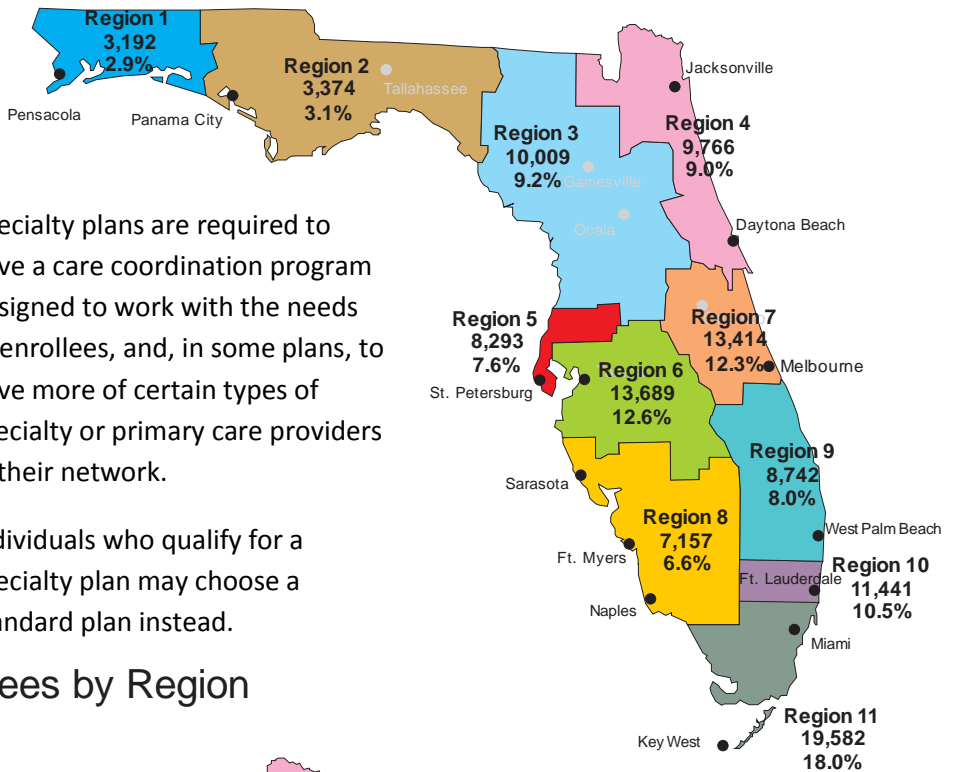 Region 1
3,192
2.9%
Pensacola
Panama City
Region 2
3,374
3.1%
Tallahassee
Region 3
10,009
9.2%
Gainesville
Ocala
Jacksonville
Region 4
9,766
9.0%
Daytona Beach
ecialty plans are required to
ve a care coordination program
signed to work with the needs
enrollees, and, in some plans, to
ve more of certain types of
ecialty or primary care providers
their network.
dividuals who qualify for a
ecialty plan may choose a
andard plan instead.
ees by Region
Region 5
8,293
7.6%
St. Petersburg
Region 6
13,689
12.6%
Region 7
13,414
12.3%
Melbourne
Sarasota
Region 8
7,157
6.6%
Ft. Myers
Naples
Region 9
8,742
8.0%
West Palm Beach
Ft. Lauderdale
Region 10
11,441
10.5%
Miami
Key West
Region 11
19,582
18.0%